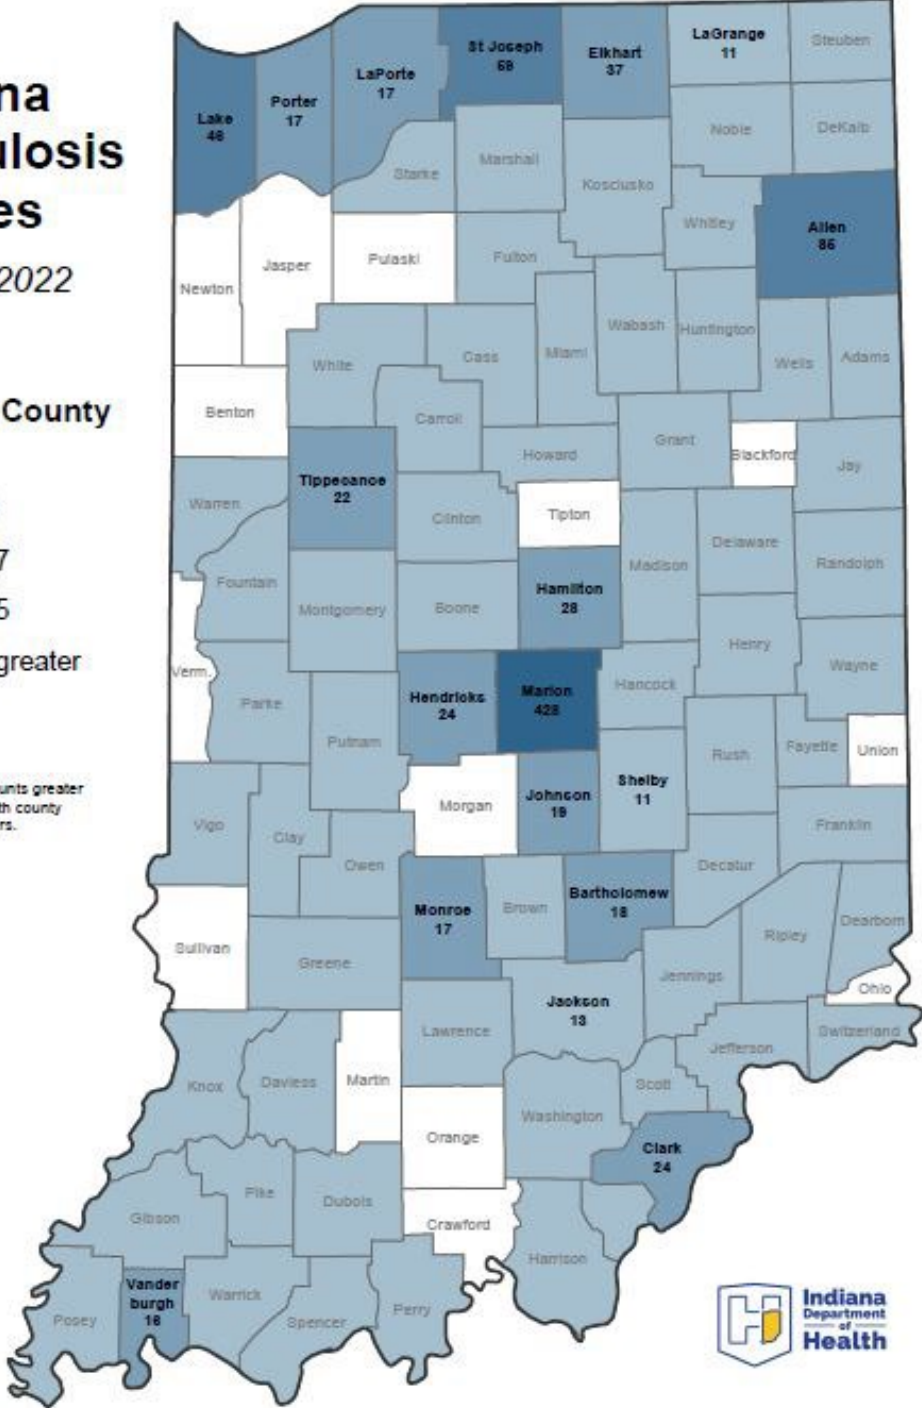 na
ulosis
es
2022
County
7
5
greater
unts greater
th county
rs.
Lake
46
Porter
17
LaPorte
17
St Joseph
59
Elkhart
37
LaGrange
11
Steuben
Starke
Marshall
Noble
DeKalb
Kosciusko
Whitley
Allen
86
Newton
Jasper
Pulaski
Fulton
White
Cass
Miami
Wabash
Huntington
Wells
Adams
Benton
Carroll
Howard
Grant
Blackford
Jay
Warren
Tippecanoe
22
Clinton
Tipton
Fountain
Montgomery
Boone
Hamilton
28
Madison
Delaware
Randolph
Henry
Verm.
Parke
Putnam
Hendricks
24
Marion
428
Hancock
Wayne
Rush
Fayette
Union
Vigo
Clay
Owen
Morgan
Johnson
19
Shelby
11
Decatur
Franklin
Sullivan
Greene
Monroe
17
Brown
Bartholomew
18
Jennings
Ripley
Dearborn
Ohio
Lawrence
Jackson
13
Jefferson
Switzerland
Knox
Daviess
Martin
Orange
Washington
Scott
Clark
24
Gibson
Pike
Dubois
Crawford
Harrison
Posey
Vander
burgh
16
Warrick
Spencer
Perry
Indiana
Department
of
Health